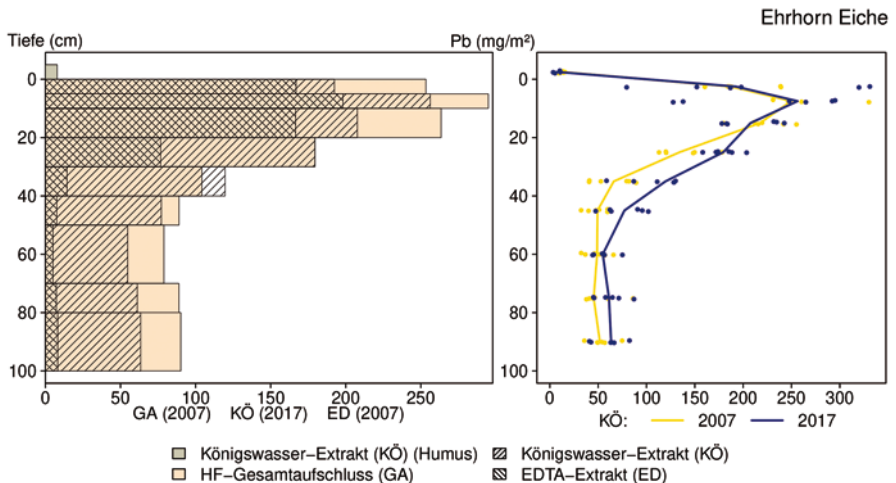 Ehrhorn Eiche
Tiefe (cm) Pb (mg/m²)
0
20
40
60
80
100
0 50 100 150 200 250
GA (2007) KÖ (2017) ED (2007)
0
20
40
60
80
100
0 50 100 150 200 250 300
KÖ: 2007 2017
Königswasser-Extrakt (KÖ) (Humus) Königswasser-Extrakt (KÖ)
HF-Gesamtaufschluss (GA) EDTA-Extrakt (ED)